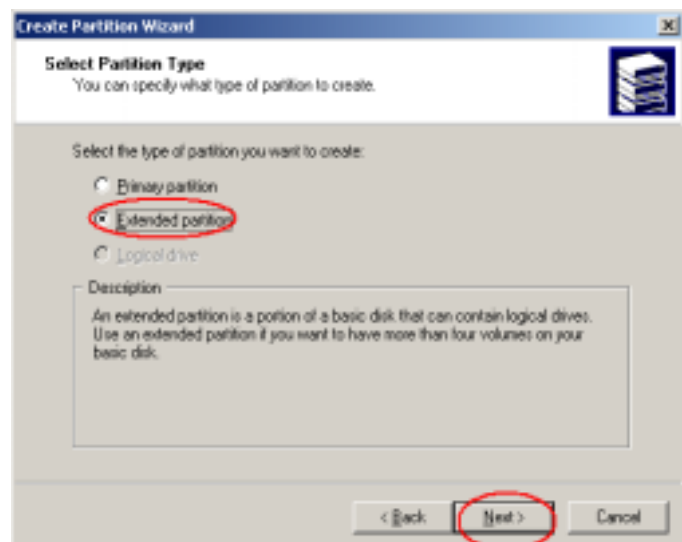 Create Partition Wizard
Select Partition Type
You can specify what type of partition to create.
Select the type of partition you want to create:
Primary partition
Extended partition
Logical drive
Description
An extended partition is a portion of a basic disk that can contain logical drives.
Use an extended partition if you want to have more than four volumes on your
basic disk.
< Back
Next >
Cancel